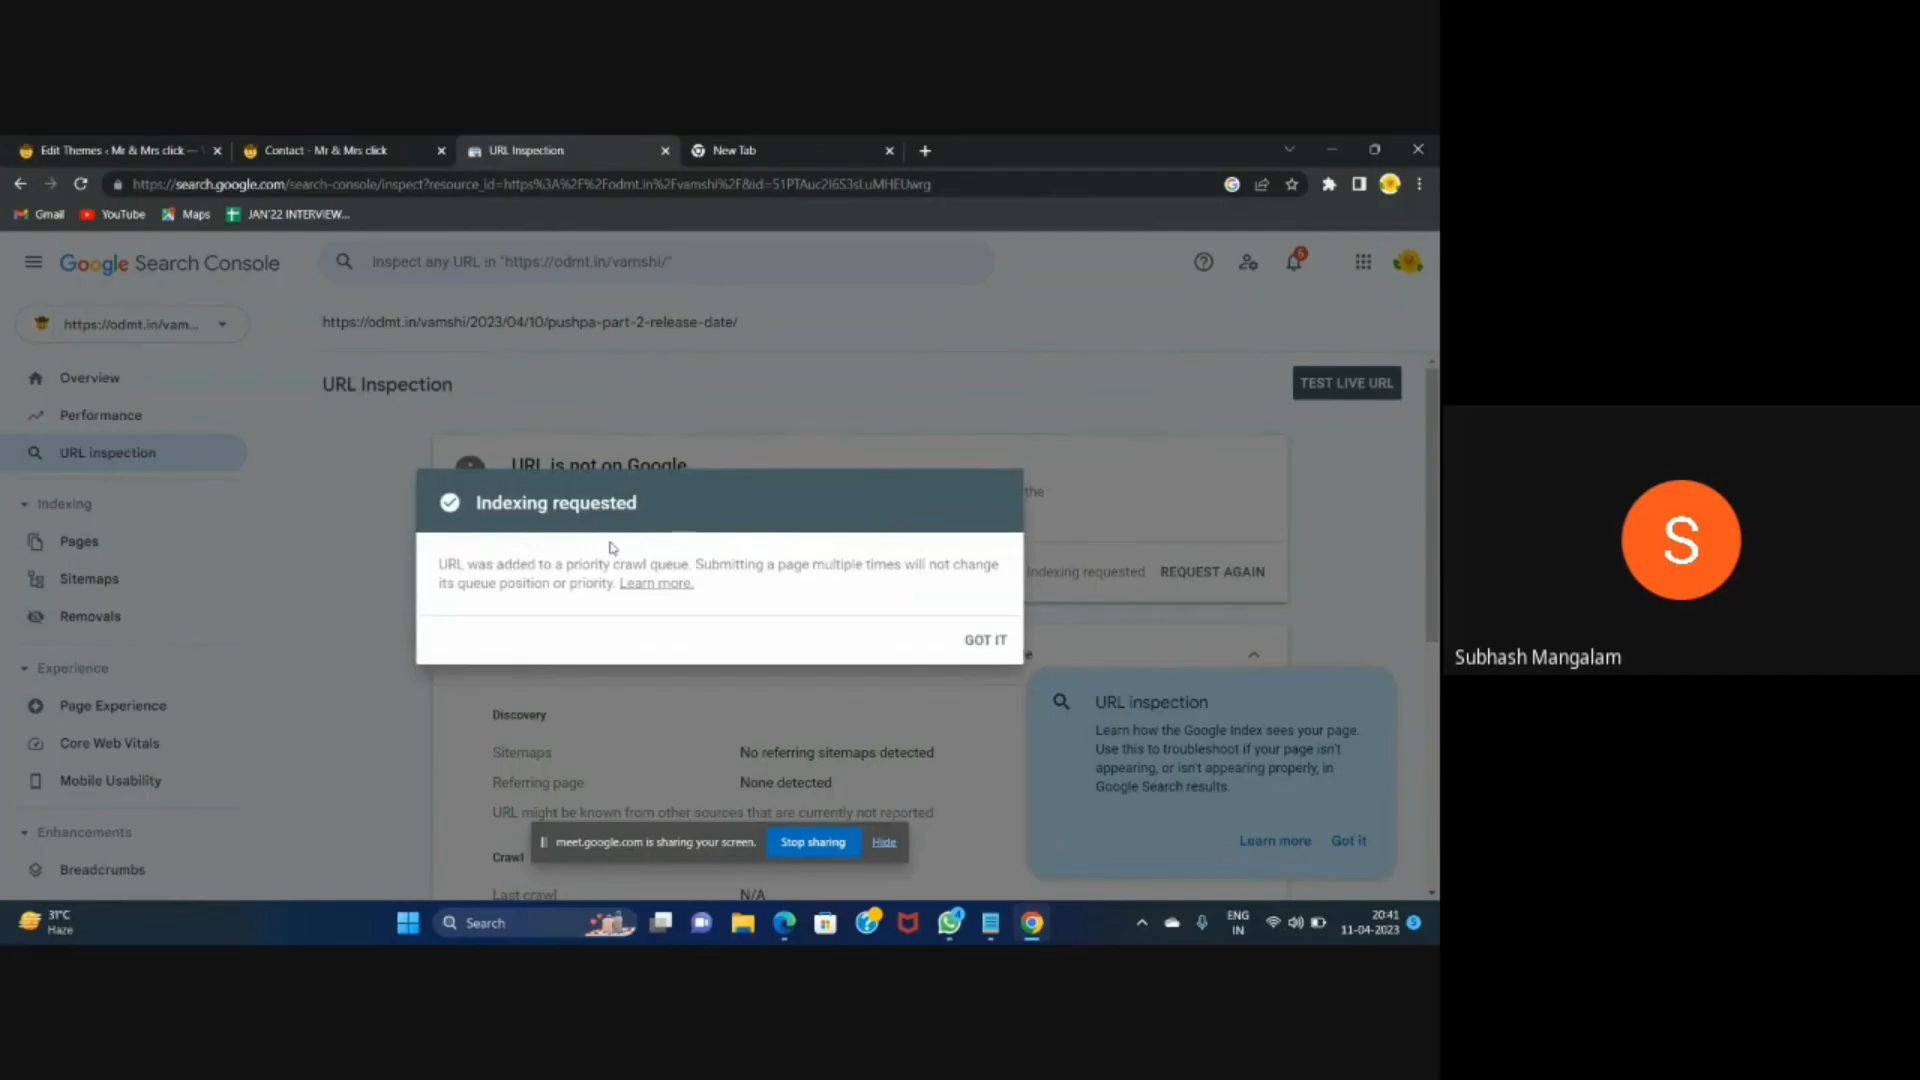 Edit Themes ‹ Mr & Mrs click —
Contact - Mr & Mrs click
URL Inspection
New Tab
https://search.google.com/search-console/inspect?resource_id=https%3A%2F%2Fodmt.in%2Fvamshi%2F&id=51PTAuc2I6S3sLuMHEUwrg
Gmail
YouTube
Maps
JAN'22 INTERVIEW...
Google Search Console
Inspect any URL in "https://odmt.in/vamshi/"
6
https://odmt.in/vam...
https://odmt.in/vamshi/2023/04/10/pushpa-part-2-release-date/
Overview
Performance
URL inspection
Indexing
Pages
Sitemaps
Removals
Experience
Page Experience
Core Web Vitals
Mobile Usability
Enhancements
Breadcrumbs
URL Inspection
TEST LIVE URL
URL is not on Google
the
Indexing requested
URL was added to a priority crawl queue. Submitting a page multiple times will not change
its queue position or priority. Learn more.
GOT IT
Indexing requested
REQUEST AGAIN
Discovery
Sitemaps
No referring sitemaps detected
Referring page
None detected
URL might be known from other sources that are currently not reported
Crawl
Last crawl
N/A
URL inspection
Learn how the Google Index sees your page.
Use this to troubleshoot if your page isn't
appearing, or isn't appearing properly, in
Google Search results.
Learn more
Got it
meet.google.com is sharing your screen.
Stop sharing
Hide
31°C
Haze
Search
4
ENG
IN
20:41
11-04-2023
S
Subhash Mangalam